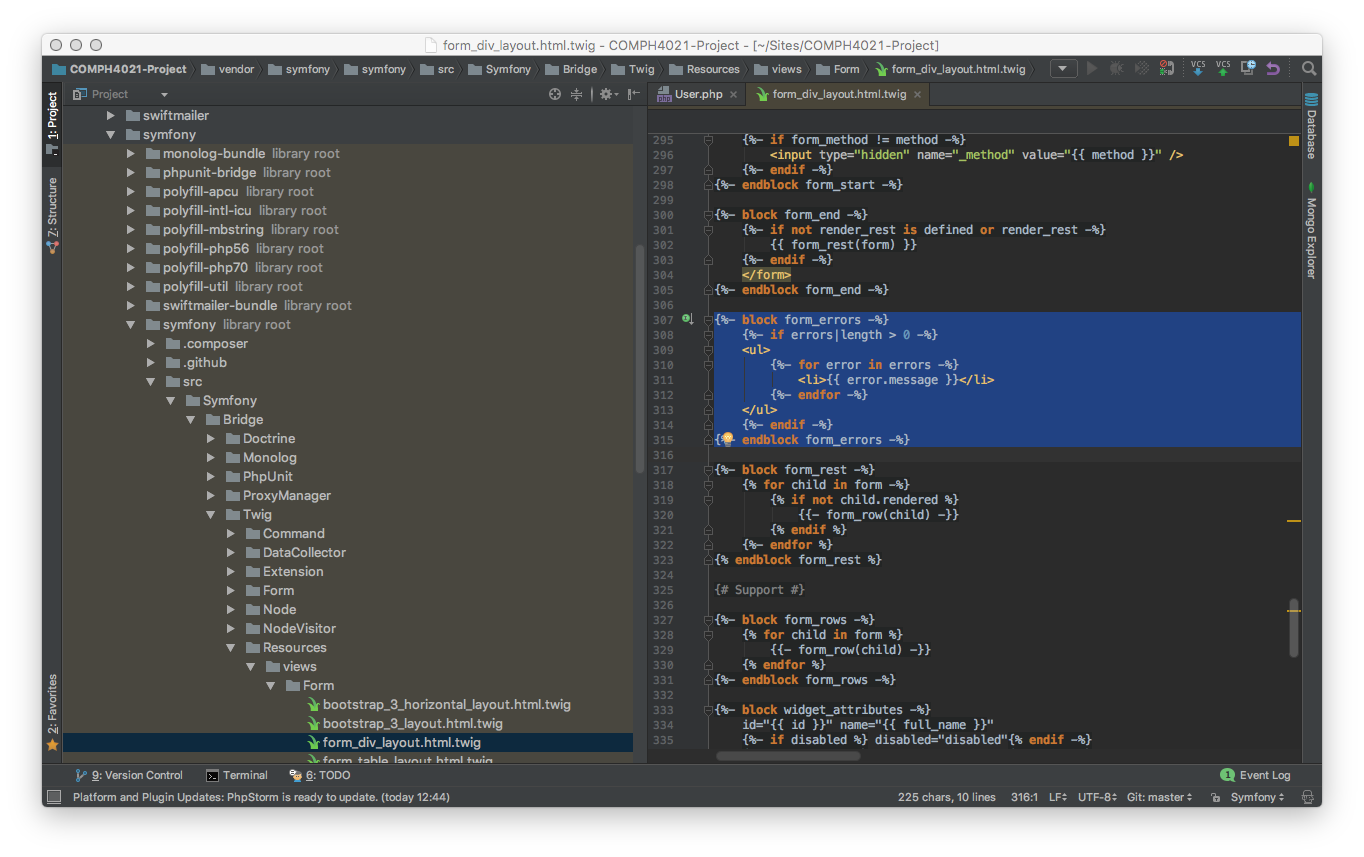 form_div_layout.html.twig - COMPH4021-Project - [~/Sites/COMPH4021-Project]
COMPH4021-Project vendor symfony symfony src Symfony Bridge Twig Resources views Form form_div_layout.html.twig VCS VCS
1: Project
Z: Structure
2: Favorites
Project
swiftmailer
symfony
monolog-bundle library root
phpunit-bridge library root
polyfill-apcu library root
polyfill-intl-icu library root
polyfill-mbstring library root
polyfill-php56 library root
polyfill-php70 library root
polyfill-util library root
swiftmailer-bundle library root
symfony library root
.composer
.github
src
Symfony
Bridge
Doctrine
Monolog
PhpUnit
ProxyManager
Twig
Command
DataCollector
Extension
Form
Node
NodeVisitor
Resources
views
Form
bootstrap_3_horizontal_layout.html.twig
bootstrap_3_layout.html.twig
form_div_layout.html.twig
form_table_layout.html.twig
php User.php form_div_layout.html.twig
295 {%- if form_method != method -%}
296 <input type="hidden" name="_method" value="{{ method }}" />
297 {%- endif -%}
298 {%- endblock form_start -%}
299
300 {%- block form_end -%}
301 {%- if not render_rest is defined or render_rest -%}
302 {{ form_rest(form) }}
303 {%- endif -%}
304 </form>
305 {%- endblock form_end -%}
306
307 {%- block form_errors -%}
308 {%- if errors|length > 0 -%}
309 <ul>
310 {%- for error in errors -%}
311 <li>{{ error.message }}</li>
312 {%- endfor -%}
313 </ul>
314 {%- endif -%}
315 {%- endblock form_errors -%}
316
317 {%- block form_rest -%}
318 {% for child in form -%}
319 {% if not child.rendered %}
320 {{- form_row(child) -}}
321 {% endif %}
322 {%- endfor %}
323 {% endblock form_rest %}
324
325 {# Support #}
326
327 {%- block form_rows -%}
328 {% for child in form %}
329 {{- form_row(child) -}}
330 {% endfor %}
331 {%- endblock form_rows -%}
332
333 {%- block widget_attributes -%}
334 id="{{ id }}" name="{{ full_name }}"
335 {%- if disabled %} disabled="disabled"{% endif -%}
Database
Mongo Explorer
9: Version Control Terminal 6: TODO 1 Event Log
Platform and Plugin Updates: PhpStorm is ready to update. (today 12:44) 225 chars, 10 lines 316:1 LF UTF-8 Git: master Symfony